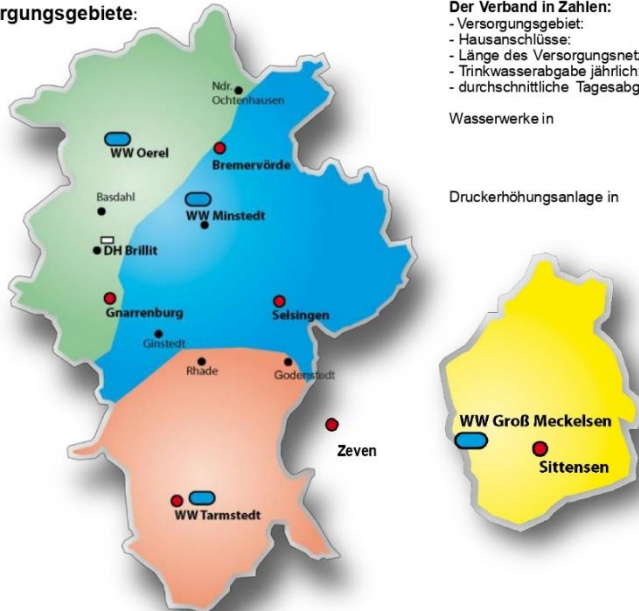 rgungsgebiete:
Der Verband in Zahlen:
- Versorgungsgebiet:
- Hausanschlüsse:
- Länge des Versorgungsnet
- Trinkwasserabgabe jährlich:
- durchschnittliche Tagesabg
Wasserwerke in
Druckerhöhungsanlage in
Ndr.
Ochtenhausen
WW Oerel
Bremervörde
Basdahl
WW Minstedt
DH Brillit
Gnarrenburg
Selsingen
Ginstedt
Rhade
Godenstedt
Zeven
WW Tarmstedt
WW Groß Meckelsen
Sittensen